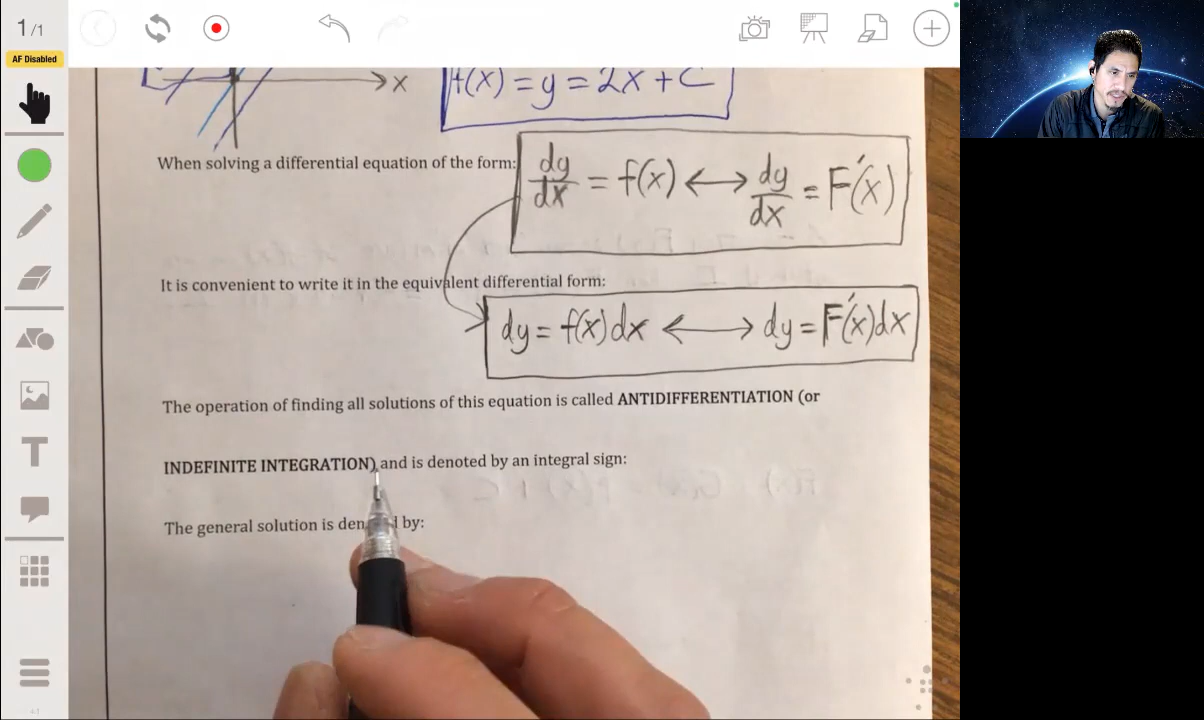 1/1
AF Disabled
f(x) = y = 2x + C
x
When solving a differential equation of the form: dy/dx = f(x) ⟷ dy/dx = F'(x)
It is convenient to write it in the equivalent differential form:
dy = f(x)dx ⟷ dy = F'(x)dx
The operation of finding all solutions of this equation is called ANTIDIFFERENTIATION (or
INDEFINITE INTEGRATION) and is denoted by an integral sign:
The general solution is den by:
T